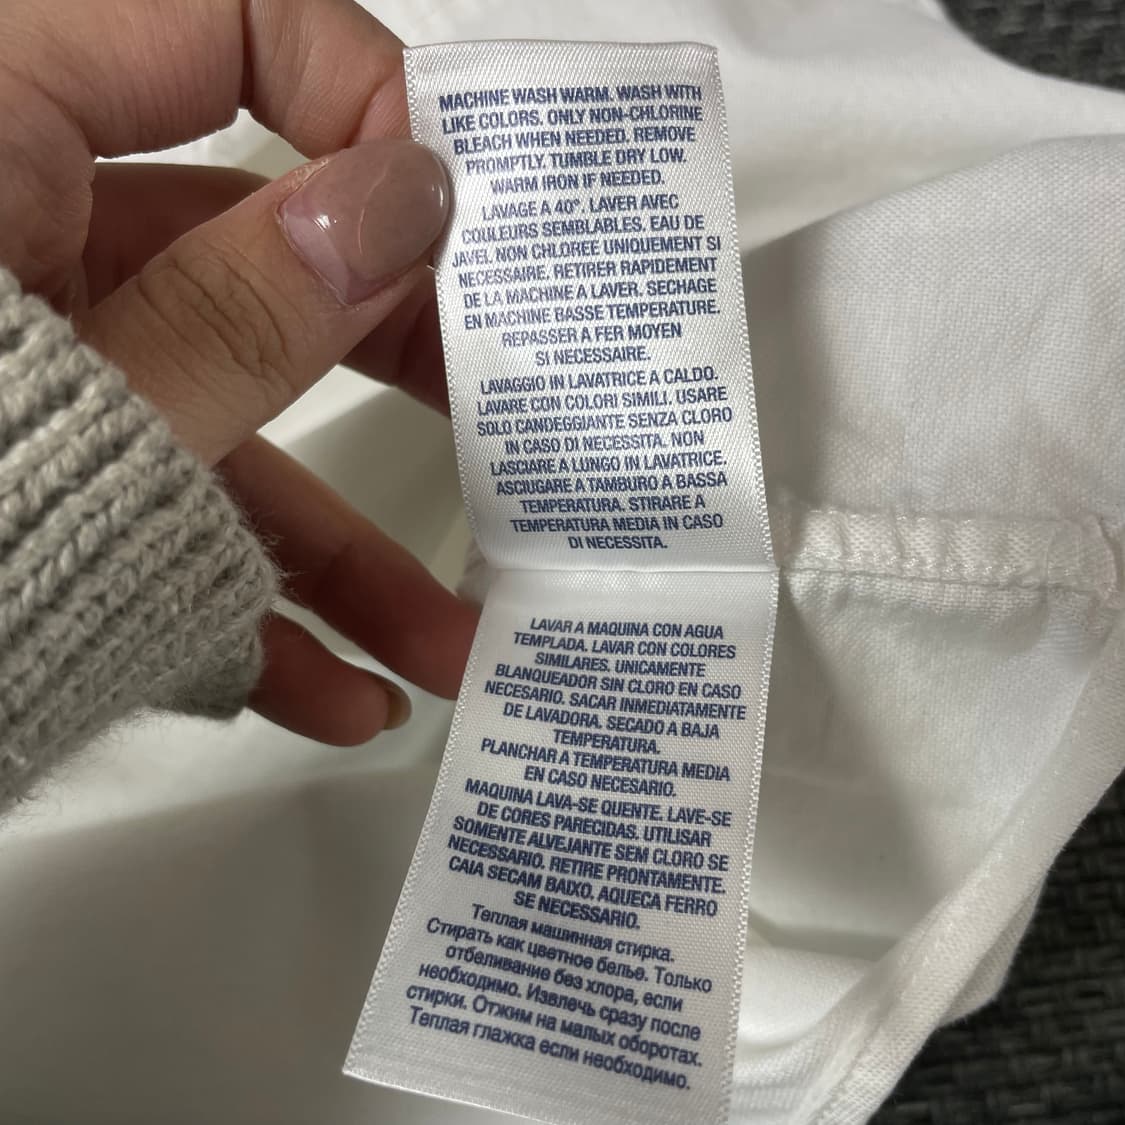 MACHINE WASH WARM. WASH WITH
LIKE COLORS. ONLY NON-CHLORINE
BLEACH WHEN NEEDED. REMOVE
PROMPTLY. TUMBLE DRY LOW.
WARM IRON IF NEEDED.
LAVAGE A 40°. LAVER AVEC
COULEURS SEMBLABLES. EAU DE
JAVEL NON CHLOREE UNIQUEMENT SI
NECESSAIRE. RETIRER RAPIDEMENT
DE LA MACHINE A LAVER. SECHAGE
EN MACHINE BASSE TEMPERATURE.
REPASSER A FER MOYEN
SI NECESSAIRE.
LAVAGGIO IN LAVATRICE A CALDO.
LAVARE CON COLORI SIMILI. USARE
SOLO CANDEGGIANTE SENZA CLORO
IN CASO DI NECESSITA. NON
LASCIARE A LUNGO IN LAVATRICE.
ASCIUGARE A TAMBURO A BASSA
TEMPERATURA. STIRARE A
TEMPERATURA MEDIA IN CASO
DI NECESSITA.
LAVAR A MAQUINA CON AGUA
TEMPLADA. LAVAR CON COLORES
SIMILARES. UNICAMENTE
BLANQUEADOR SIN CLORO EN CASO
NECESARIO. SACAR INMEDIATAMENTE
DE LAVADORA. SECADO A BAJA
TEMPERATURA.
PLANCHAR A TEMPERATURA MEDIA
EN CASO NECESARIO.
MAQUINA LAVA-SE QUENTE. LAVE-SE
DE CORES PARECIDAS. UTILISAR
SOMENTE ALVEJANTE SEM CLORO SE
NECESSARIO. RETIRE PRONTAMENTE.
CAIA SECAM BAIXO. AQUECA FERRO
SE NECESSARIO.
Теплая машинная стирка.
Стирать как цветное белье. Только
отбеливание без хлора, если
необходимо. Извлечь сразу после
стирки. Отжим на малых оборотах.
Теплая глажка если необходимо.